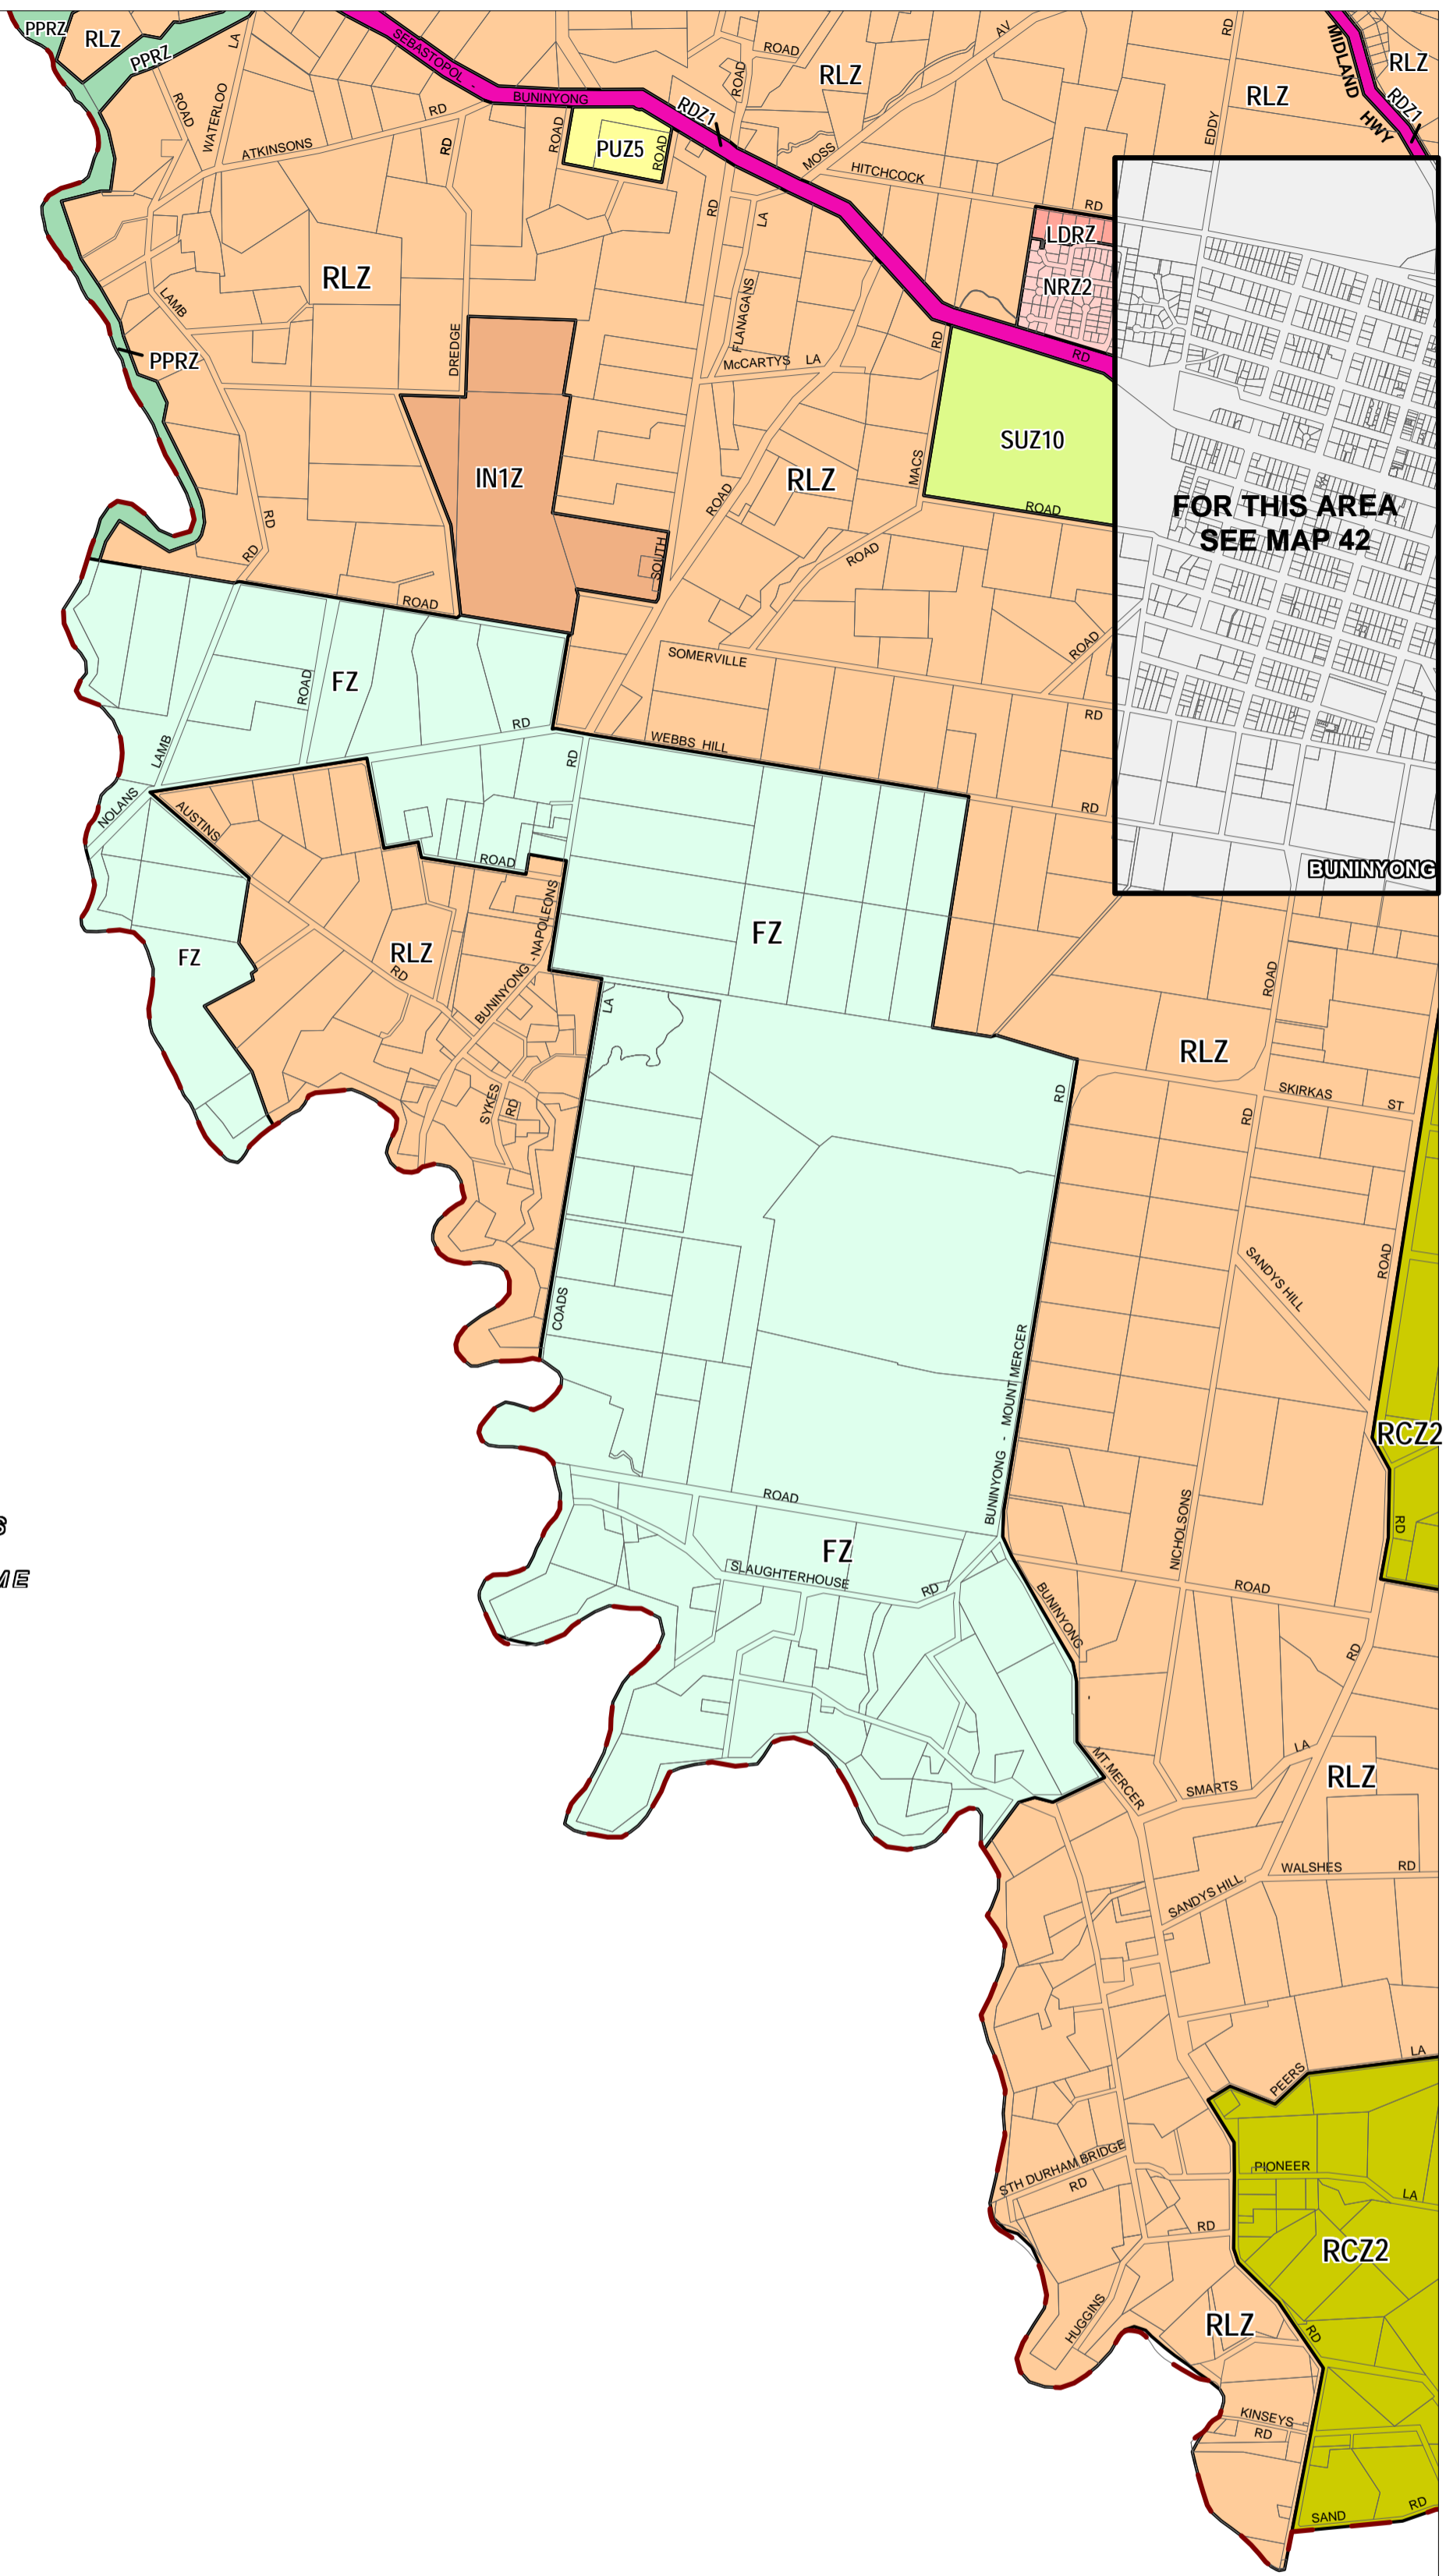 PPRZ
RLZ
PPRZ
LA
SEBASTOPOL -
BUNINYONG
ROAD
ROAD
RLZ
AV
RD
MIDLAND
HWY
RLZ
RDZ1
RLZ
ROAD
WATERLOO
ATKINSONS
RD
RD
ROAD
PUZ5
ROAD
RDZ1
MOSS
EDDY
HITCHCOCK
RD
RD
LA
LDRZ
NRZ2
RLZ
LAMB
FLANAGANS
DREDGE
PPRZ
McCARTYS LA
RD
RD
SUZ10
MACS
ROAD
IN1Z
RLZ
ROAD
FOR THIS AREA
SEE MAP 42
RD
RD
SOUTH
ROAD
ROAD
SOMERVILLE
ROAD
RD
FZ
ROAD
RD
WEBBS HILL
RD
LAMB
RD
NOLANS
AUSTINS
ROAD
BUNINYONG
FZ
FZ
RLZ
RD
BUNINYONG - NAPOLEONS
LA
ROAD
RLZ
SKIRKAS
ST
RD
RD
SYKES
RD
SANDYS HILL
ROAD
COADS
BUNINYONG - MOUNT MERCER
RCZ2
ROAD
NICHOLSONS
RD
S
ME
FZ
SLAUGHTERHOUSE
RD
BUNINYONG
ROAD
RD
MT.MERCER
SMARTS
LA
RLZ
SANDYS HILL
WALSHES
RD
PEERS
LA
STH DURHAM BRIDGE
RD
PIONEER
LA
RD
RCZ2
HUGGINS
RLZ
RD
KINSEYS
RD
SAND
RD